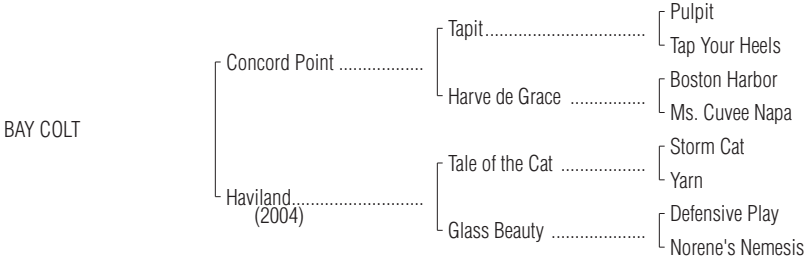 Pulpit
Tapit..................................
Tap Your Heels
Concord Point ..................
Boston Harbor
Harve de Grace ................
Ms. Cuvee Napa
BAY COLT
Storm Cat
Tale of the Cat ..................
Yarn
Haviland............................
(2004)
Defensive Play
Glass Beauty ....................
Norene's Nemesis